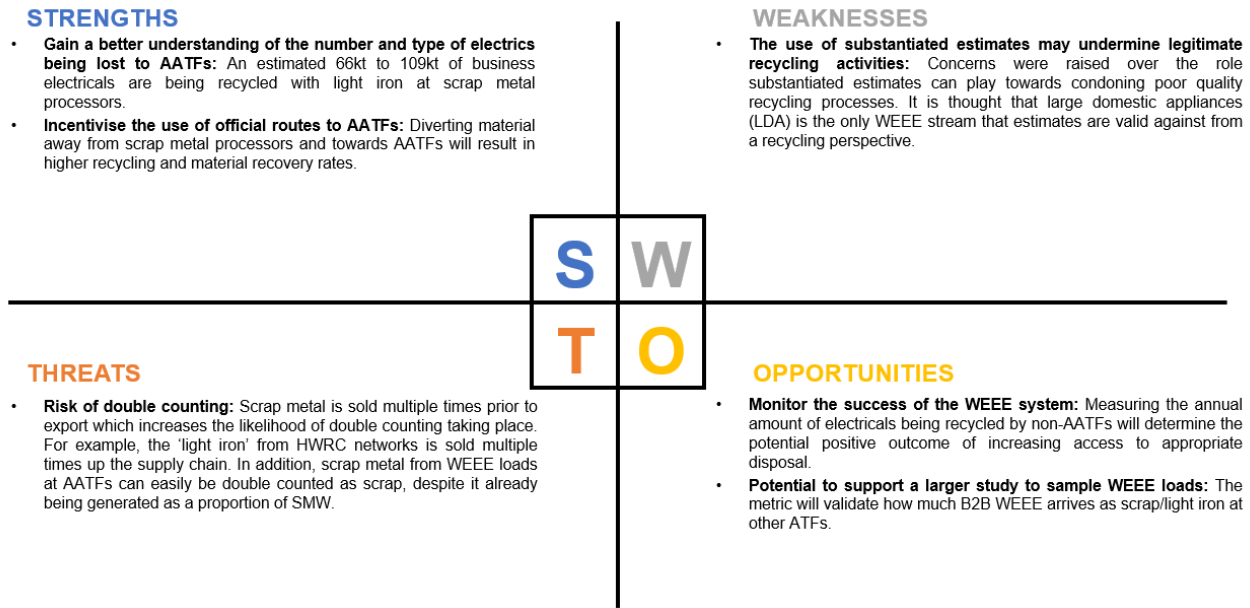 STRENGTHS
• Gain a better understanding of the number and type of electrics
being lost to AATFs: An estimated 66kt to 109kt of business
electricals are being recycled with light iron at scrap metal
processors.
• Incentivise the use of official routes to AATFs: Diverting material
away from scrap metal processors and towards AATFs will result in
higher recycling and material recovery rates.
WEAKNESSES
• The use of substantiated estimates may undermine legitimate
recycling activities: Concerns were raised over the role
substantiated estimates can play towards condoning poor quality
recycling processes. It is thought that large domestic appliances
(LDA) is the only WEEE stream that estimates are valid against from
a recycling perspective.
S W
T O
THREATS
• Risk of double counting: Scrap metal is sold multiple times prior to
export which increases the likelihood of double counting taking place.
For example, the ‘light iron’ from HWRC networks is sold multiple
times up the supply chain. In addition, scrap metal from WEEE loads
at AATFs can easily be double counted as scrap, despite it already
being generated as a proportion of SMW.
OPPORTUNITIES
• Monitor the success of the WEEE system: Measuring the annual
amount of electricals being recycled by non-AATFs will determine the
potential positive outcome of increasing access to appropriate
disposal.
• Potential to support a larger study to sample WEEE loads: The
metric will validate how much B2B WEEE arrives as scrap/light iron at
other ATFs.